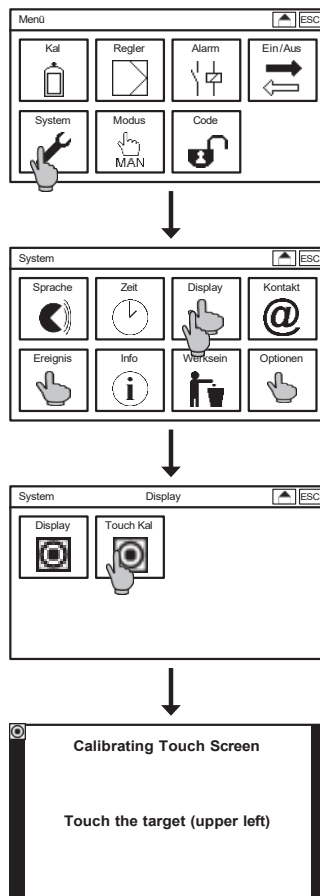 Menü ESC
Kal Regler Alarm Ein/Aus
System Modus Code
MAN
System ESC
Sprache Zeit Display Kontakt
@
Ereignis Info Werksein Optionen
i
System Display ESC
Display Touch Kal
Calibrating Touch Screen
Touch the target (upper left)